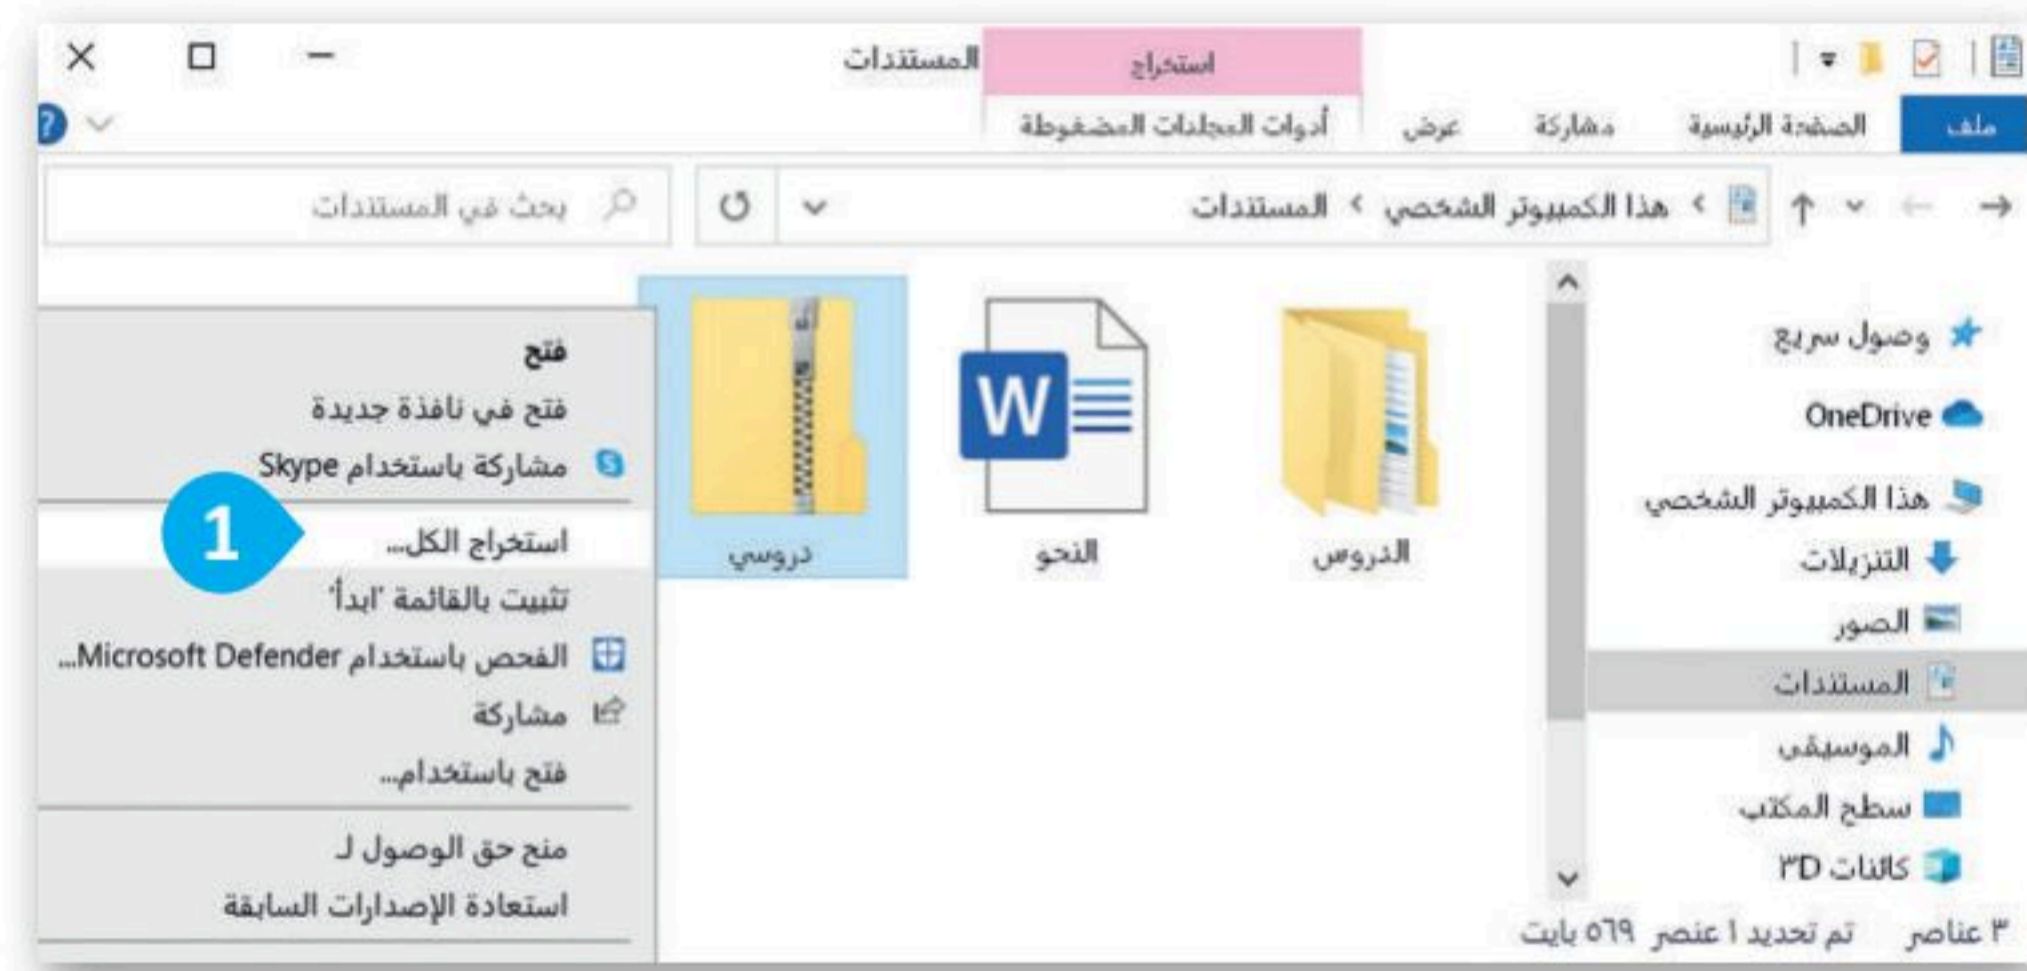 استخراج
المستندات
ملف
الصفحة الرئيسية
مشاركة
عرض
أدوات المجلدات المضغوطة
?
هذا الكمبيوتر الشخصي
المستندات
بحث في المستندات
وصول سريع
OneDrive
هذا الكمبيوتر الشخصي
التنزيلات
الصور
المستندات
الموسيقى
سطح المكتب
كائنات ٣D
الدروس
النحو
W
دروسي
فتح
فتح في نافذة جديدة
مشاركة باستخدام Skype
1
استخراج الكل...
تثبيت بالقائمة 'ابدأ'
الفحص باستخدام Microsoft Defender...
مشاركة
فتح باستخدام...
منح حق الوصول لـ
استعادة الإصدارات السابقة
٣ عناصر
تم تحديد ١ عنصر ٥٦٩ بايت